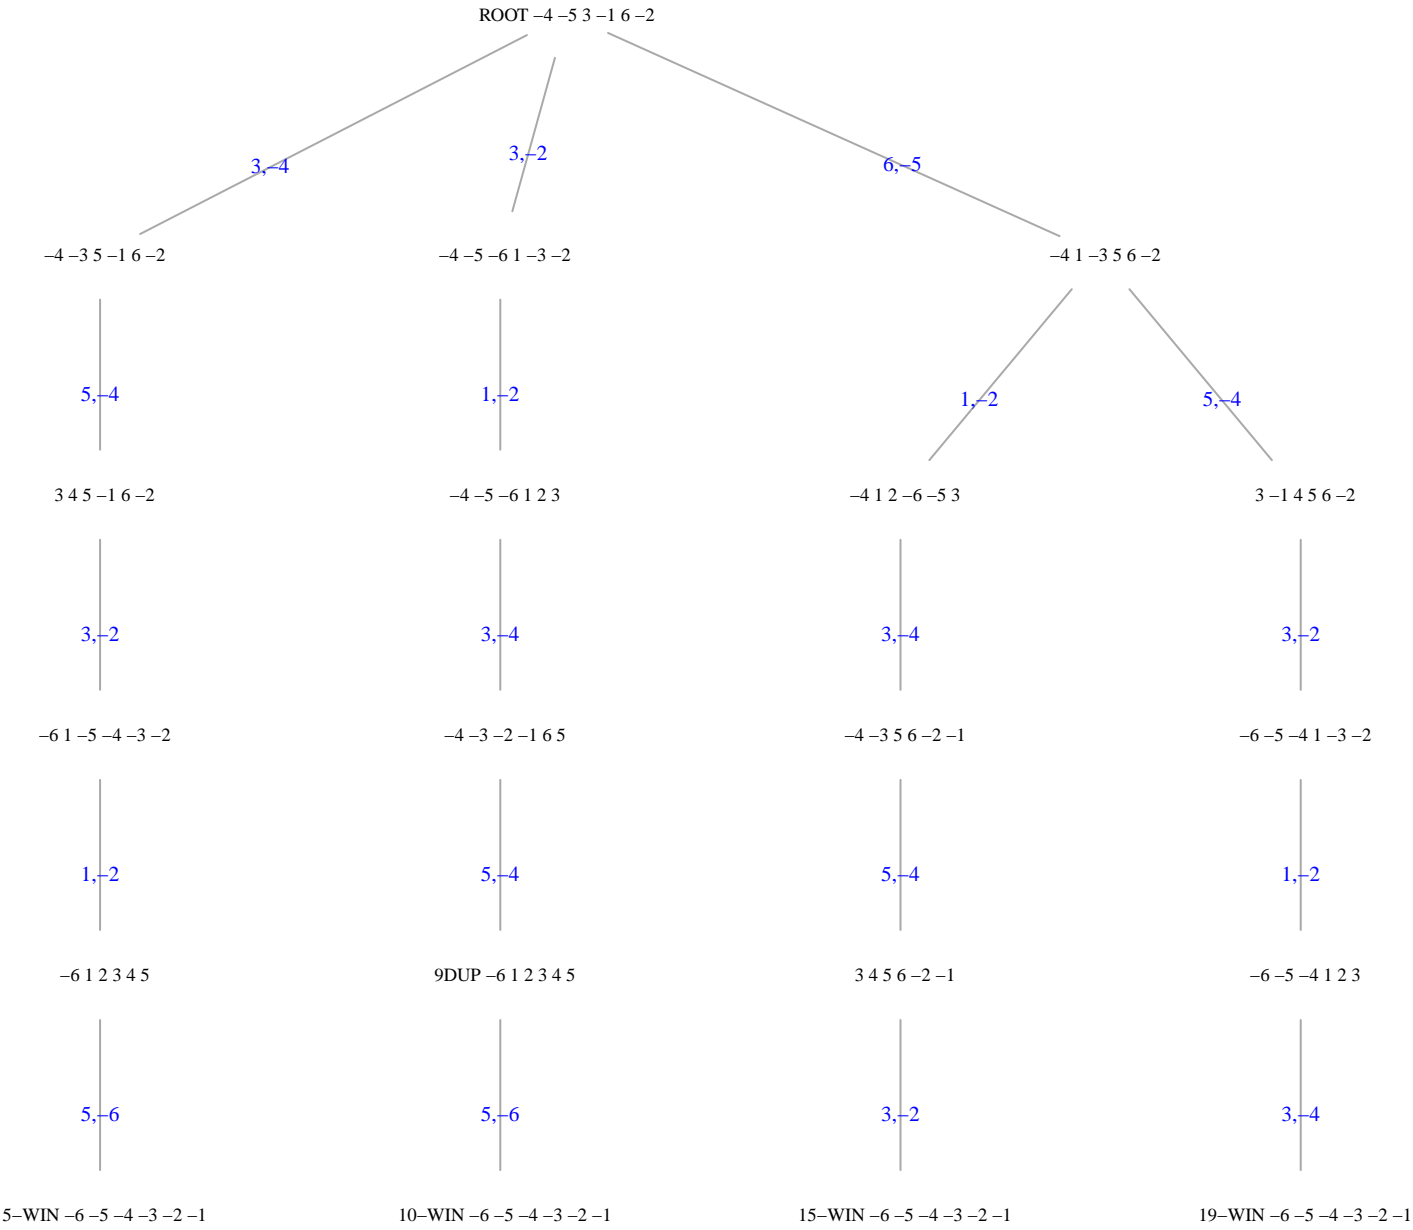 ROOT –4 –5 3 –1 6 –2
3,–4
3,–2
6,–5
–4 –3 5 –1 6 –2
–4 –5 –6 1 –3 –2
–4 1 –3 5 6 –2
5,–4
1,–2
1,–2
5,–4
3 4 5 –1 6 –2
–4 –5 –6 1 2 3
–4 1 2 –6 –5 3
3 –1 4 5 6 –2
3,–2
3,–4
3,–4
3,–2
–6 1 –5 –4 –3 –2
–4 –3 –2 –1 6 5
–4 –3 5 6 –2 –1
–6 –5 –4 1 –3 –2
1,–2
5,–4
5,–4
1,–2
–6 1 2 3 4 5
9DUP –6 1 2 3 4 5
3 4 5 6 –2 –1
–6 –5 –4 1 2 3
5,–6
5,–6
3,–2
3,–4
5–WIN –6 –5 –4 –3 –2 –1
10–WIN –6 –5 –4 –3 –2 –1
15–WIN –6 –5 –4 –3 –2 –1
19–WIN –6 –5 –4 –3 –2 –1